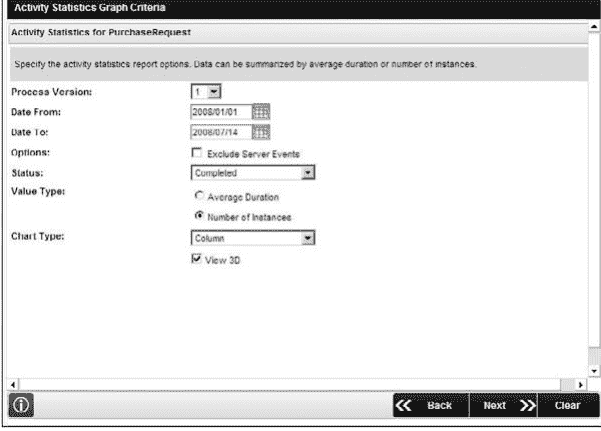 Activity Statistics Graph Criteria
Activity Statistics for PurchaseRequest
Specify the activity statistics report options. Data can be summarized by average duration or number of instances.
Process Version: 1
Date From: 2008/01/01
Date To: 2008/07/14
Options: Exclude Server Events
Status: Completed
Value Type: Average Duration
Number of Instances
Chart Type: Column
View 3D
Back Next Clear